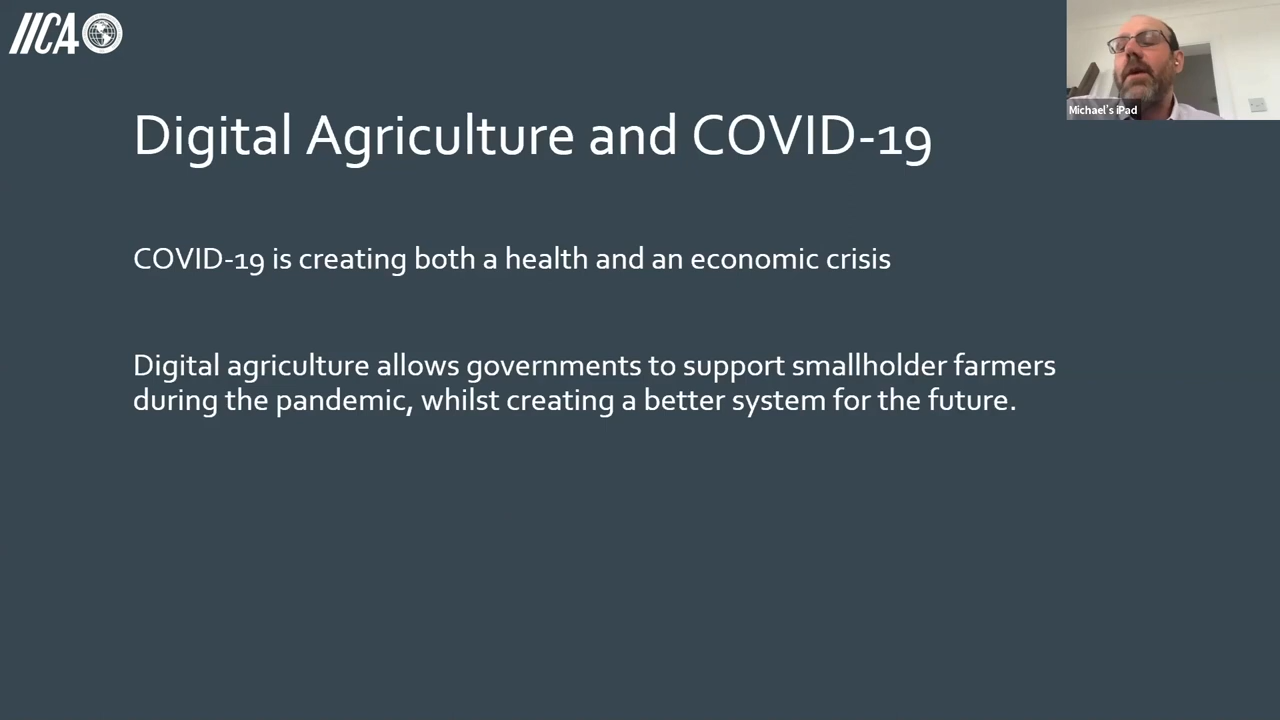 IICA
Michael's iPad
Digital Agriculture and COVID-19
COVID-19 is creating both a health and an economic crisis
Digital agriculture allows governments to support smallholder farmers
during the pandemic, whilst creating a better system for the future.